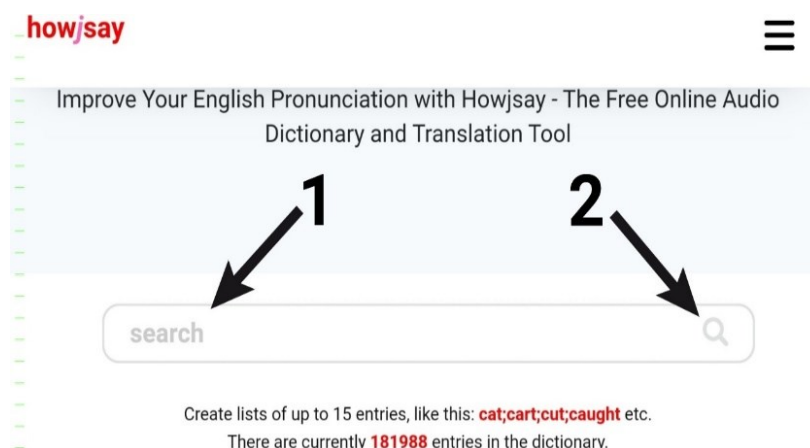 howjsay
Improve Your English Pronunciation with Howjsay - The Free Online Audio
Dictionary and Translation Tool
1 2
search
Create lists of up to 15 entries, like this: cat;cart;cut;caught etc.
There are currently 181988 entries in the dictionary.